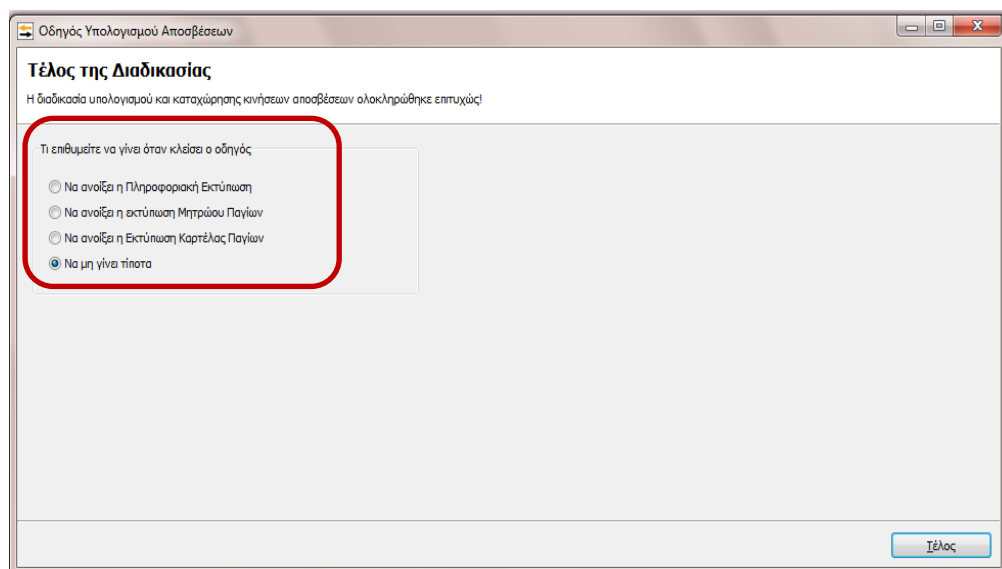 Οδηγός Υπολογισμού Αποσβέσεων
Τέλος της Διαδικασίας
Η διαδικασία υπολογισμού και καταχώρησης κινήσεων αποσβέσεων ολοκληρώθηκε επιτυχώς!
Τι επιθυμείτε να γίνει όταν κλείσει ο οδηγός
Να ανοίξει η Πληροφοριακή Εκτύπωση
Να ανοίξει η εκτύπωση Μητρώου Παγίων
Να ανοίξει η Εκτύπωση Καρτέλας Παγίων
Να μη γίνει τίποτα
Τέλος